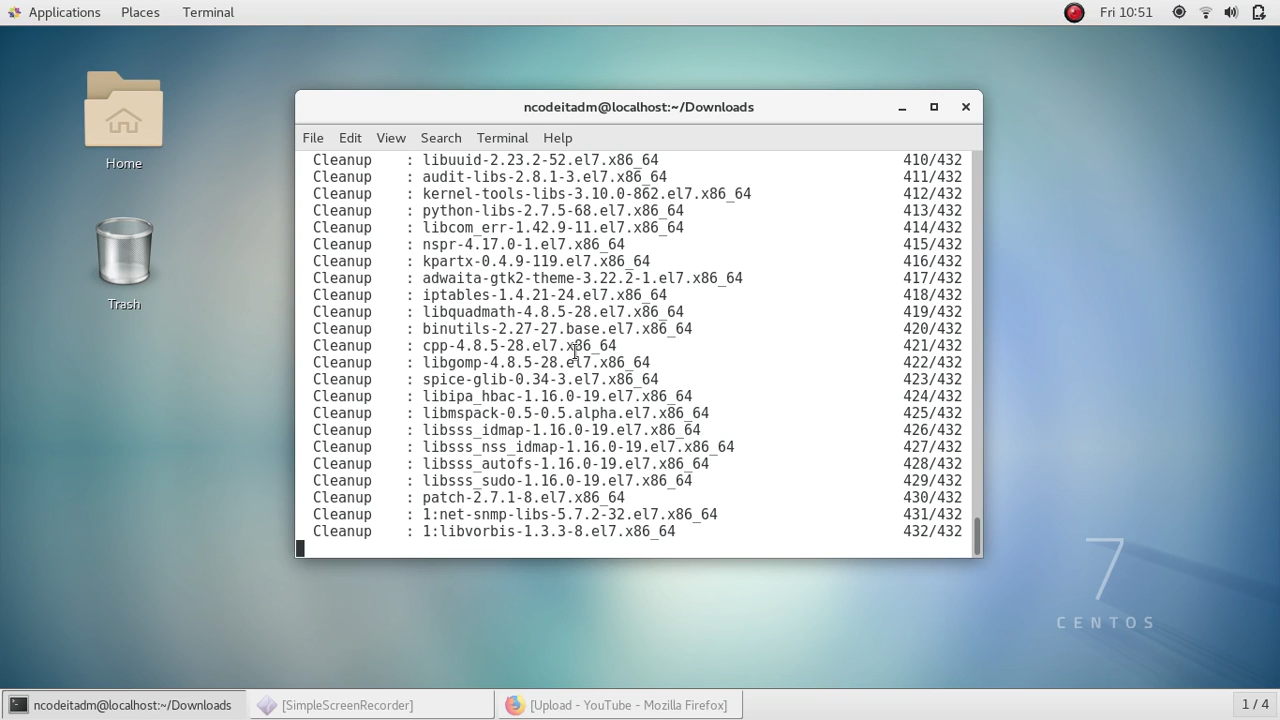 Applications Places Terminal Fri 10:51
ncodeitadm@localhost:~/Downloads
File Edit View Search Terminal Help
Home
Trash
Cleanup : libuuid-2.23.2-52.el7.x86_64 410/432
Cleanup : audit-libs-2.8.1-3.el7.x86_64 411/432
Cleanup : kernel-tools-libs-3.10.0-862.el7.x86_64 412/432
Cleanup : python-libs-2.7.5-68.el7.x86_64 413/432
Cleanup : libcom_err-1.42.9-11.el7.x86_64 414/432
Cleanup : nspr-4.17.0-1.el7.x86_64 415/432
Cleanup : kpartx-0.4.9-119.el7.x86_64 416/432
Cleanup : adwaita-gtk2-theme-3.22.2-1.el7.x86_64 417/432
Cleanup : iptables-1.4.21-24.el7.x86_64 418/432
Cleanup : libquadmath-4.8.5-28.el7.x86_64 419/432
Cleanup : binutils-2.27-27.base.el7.x86_64 420/432
Cleanup : cpp-4.8.5-28.el7.x86_64 421/432
Cleanup : libgomp-4.8.5-28.el7.x86_64 422/432
Cleanup : spice-glib-0.34-3.el7.x86_64 423/432
Cleanup : libipa_hbac-1.16.0-19.el7.x86_64 424/432
Cleanup : libmspack-0.5-0.5.alpha.el7.x86_64 425/432
Cleanup : libsss_idmap-1.16.0-19.el7.x86_64 426/432
Cleanup : libsss_nss_idmap-1.16.0-19.el7.x86_64 427/432
Cleanup : libsss_autofs-1.16.0-19.el7.x86_64 428/432
Cleanup : libsss_sudo-1.16.0-19.el7.x86_64 429/432
Cleanup : patch-2.7.1-8.el7.x86_64 430/432
Cleanup : 1:net-snmp-libs-5.7.2-32.el7.x86_64 431/432
Cleanup : 1:libvorbis-1.3.3-8.el7.x86_64 432/432
7
CENTOS
ncodeitadm@localhost:~/Downloads [SimpleScreenRecorder] [Upload - YouTube - Mozilla Firefox] 1 / 4